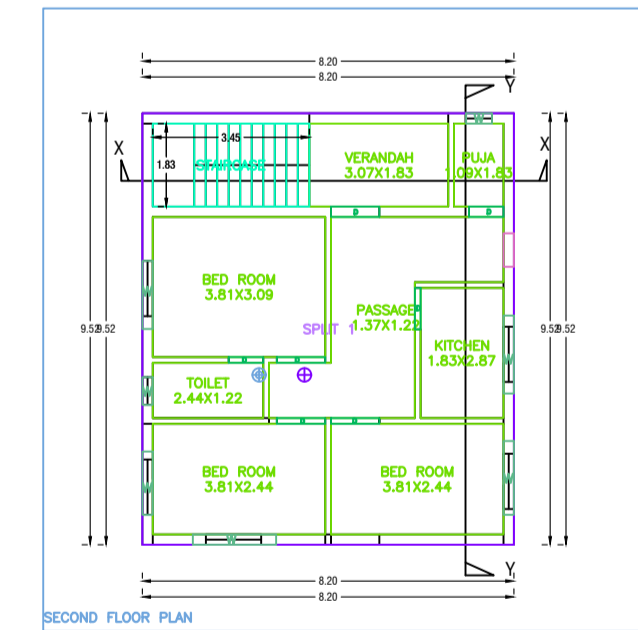 8.20
8.20
Y
3.45
X
1.83
STAIRCASE
VERANDAH
3.07X1.83
PUJA
1.09X1.83
X
D
D
BED ROOM
3.81X3.09
W
PASSAGE
1.37X1.22
D
SPLIT 1
9.52
9.52
9.52
9.52
KITCHEN
1.83X2.87
W
D
D
TOILET
2.44X1.22
W
D
D
BED ROOM
3.81X2.44
BED ROOM
3.81X2.44
W
W
W
Y
8.20
8.20
SECOND FLOOR PLAN